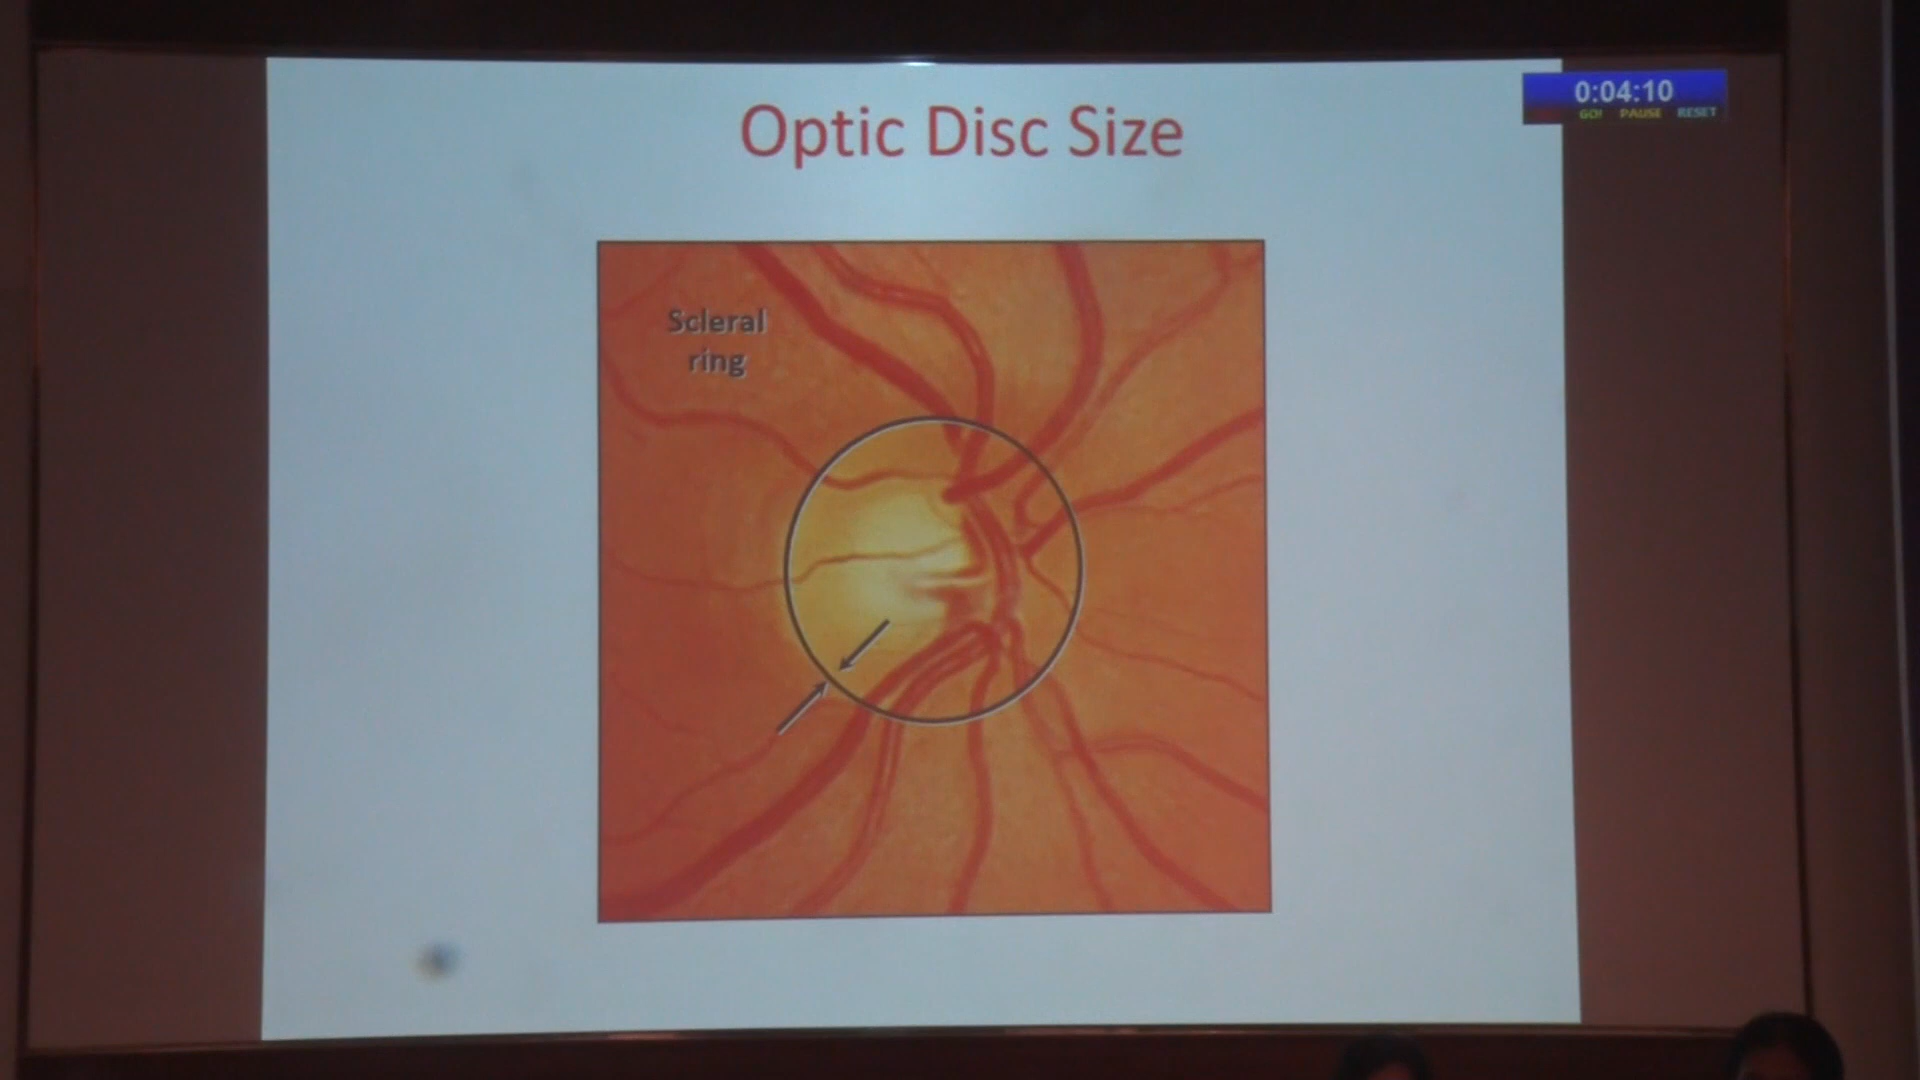 Optic Disc Size
0:04:10
GO! PAUSE RESET
Scleral
ring